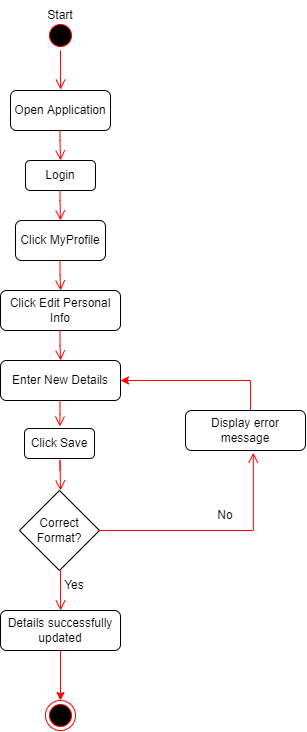 Start
Open Application
Login
Click MyProfile
Click Edit Personal
Info
Enter New Details
Display error
message
Click Save
No
Correct
Format?
Yes
Details successfully
updated